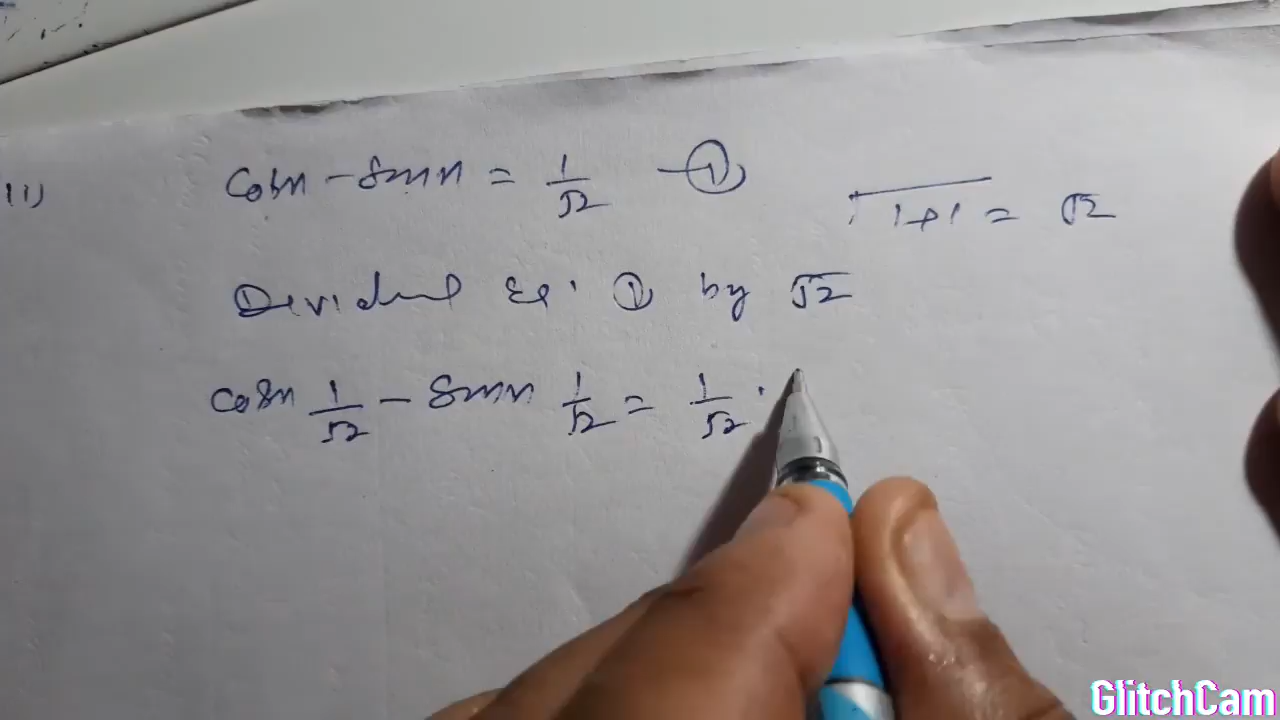 11) Cosx - Sinx = 1/√2 — ①
√1+1 = √2
Dividend Eq. ① by √2
Cosx 1/√2 - Sinx 1/√2 = 1/√2 ·
GlitchCam